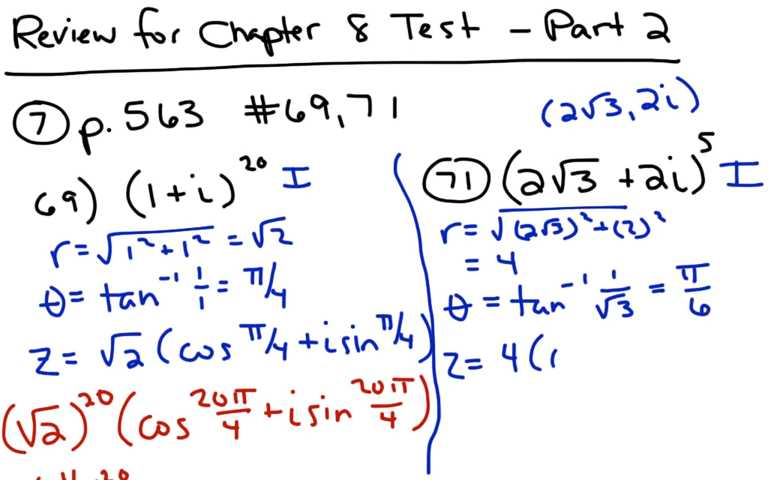 Review for Chapter 8 Test – Part 2
⑦ p. 563 #69, 71
69) (1+i)^20 I
r = √(1² + 1²) = √2
θ = tan⁻¹ 1/1 = π/4
z = √2 (cos π/4 + i sin π/4)
(√2)^20 (cos 20π/4 + i sin 20π/4)
(2√3, 2i)
(71) (2√3 + 2i)^5 I
r = √((2√3)² + (2)²)
= 4
θ = tan⁻¹ 1/√3 = π/6
z = 4 (